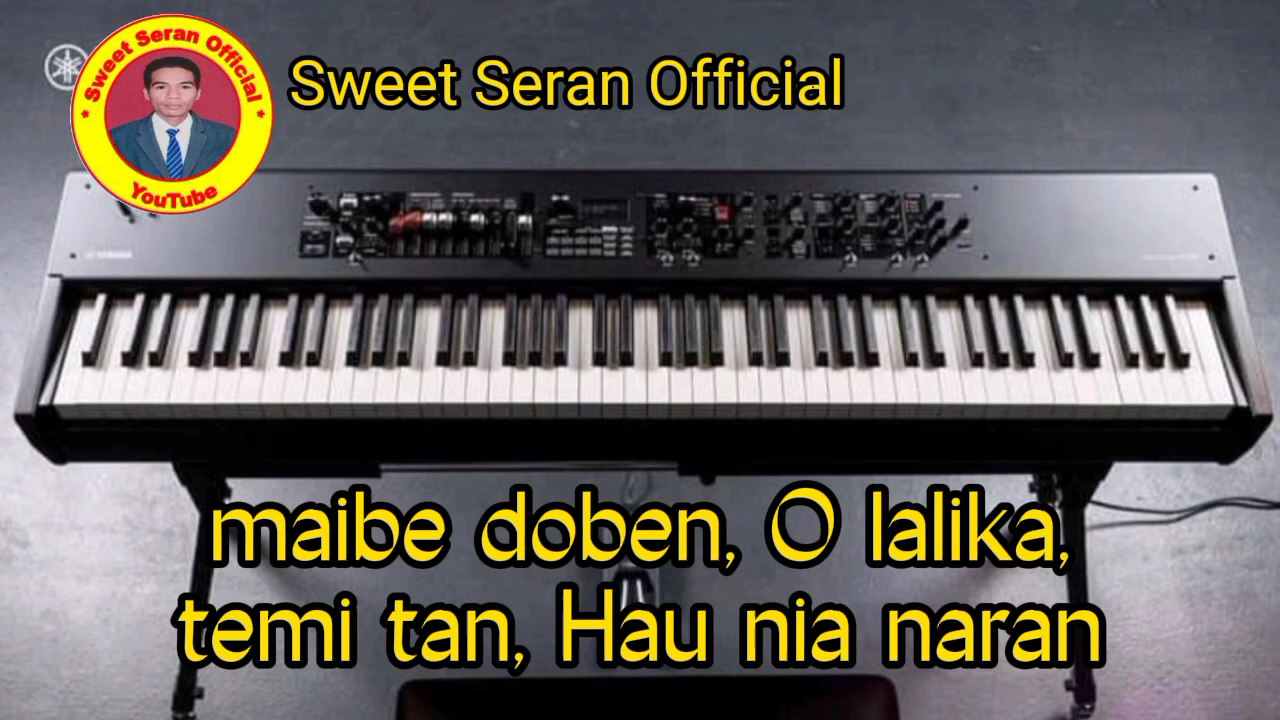 Sweet Seran Official
YouTube
Sweet Seran Official
maibe doben, O lalika,
temi tan, Hau nia naran